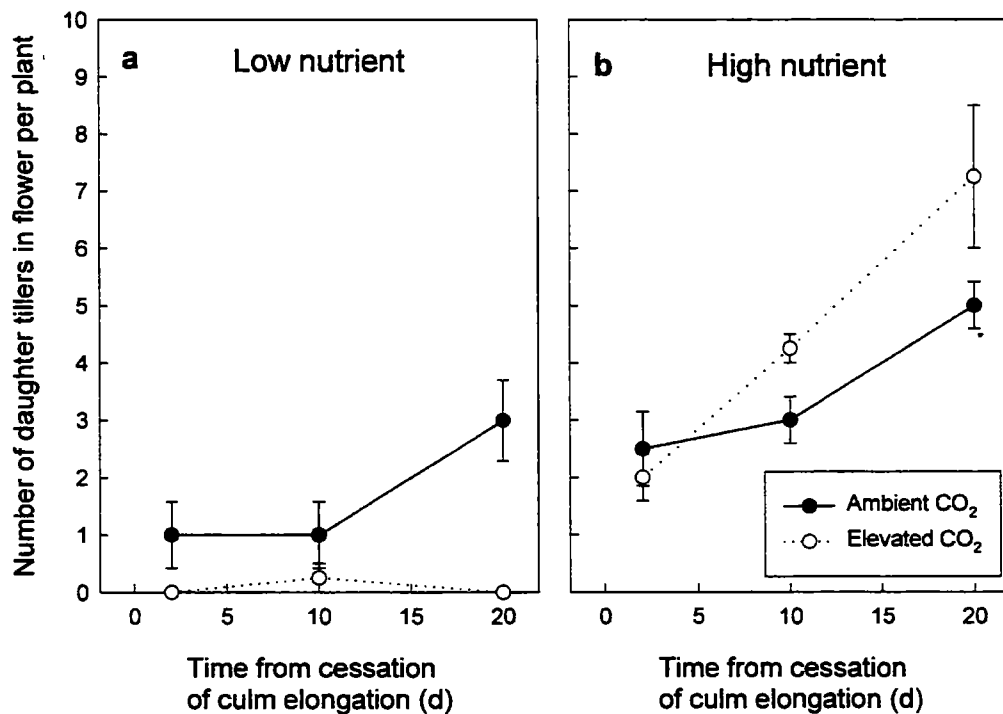 Number of daughter tillers in flower per plant
10
9
8
7
6
5
4
3
2
1
0
a
Low nutrient
0 5 10 15 20
Time from cessation
of culm elongation (d)
b
High nutrient
Ambient CO₂
Elevated CO₂
0 5 10 15 20
Time from cessation
of culm elongation (d)